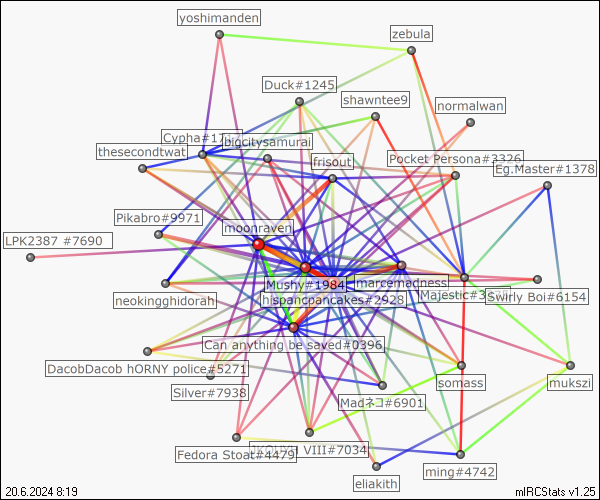 yoshimanden
zebula
Duck#1245
shawntee9
normalwan
Cypha#17
bigcitysamurai
thesecondtwat
frisout
Pocket Persona#3326
Eg.Master#1378
Pikabro#9971
moonraven
LPK2387 #7690
Mushy#1984
marcemadness
neokingghidorah
hispancpancakes#2928
Majestic#3
Swirly Boi#6154
Can anything be saved#0396
DacobDacob hORNY police#5271
somass
mukszi
Silver#7938
Madネコ#6901
Fedora Stoat#4479
VIII#7034
ming#4742
eliakith
20.6.2024 8:19
mIRCStats v1.25